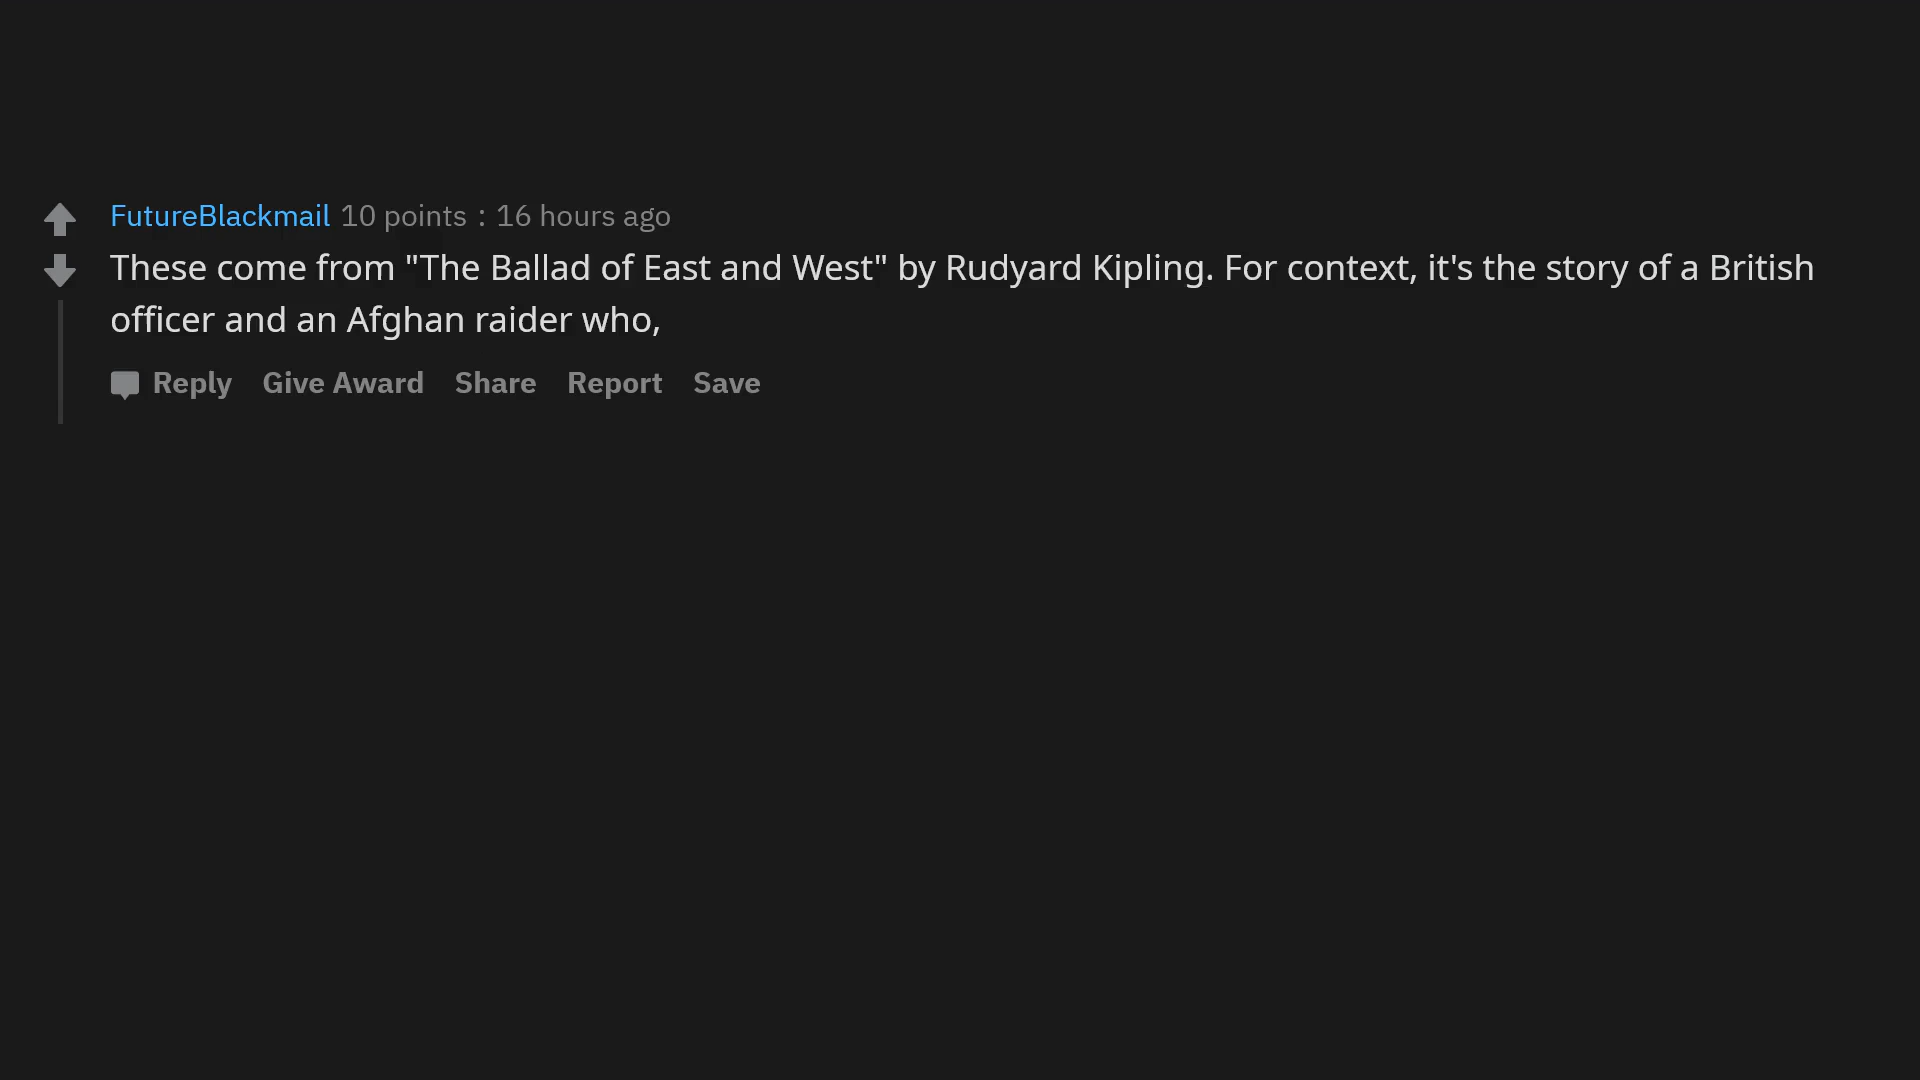 FutureBlackmail 10 points : 16 hours ago
These come from "The Ballad of East and West" by Rudyard Kipling. For context, it's the story of a British
officer and an Afghan raider who,
Reply Give Award Share Report Save